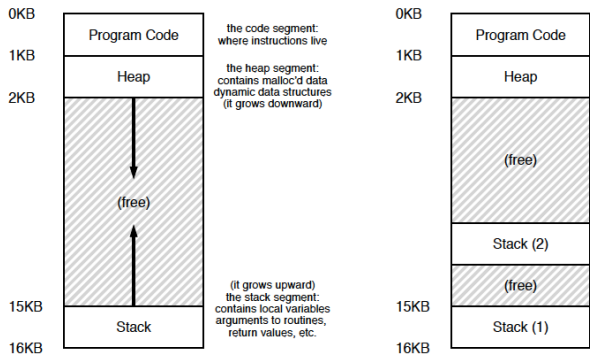 0KB
Program Code
the code segment:
where instructions live
1KB
Heap
the heap segment:
contains malloc'd data
dynamic data structures
(it grows downward)
2KB
(free)
(it grows upward)
the stack segment:
contains local variables
arguments to routines,
return values, etc.
15KB
Stack
16KB
0KB
Program Code
1KB
Heap
2KB
(free)
Stack (2)
(free)
15KB
Stack (1)
16KB